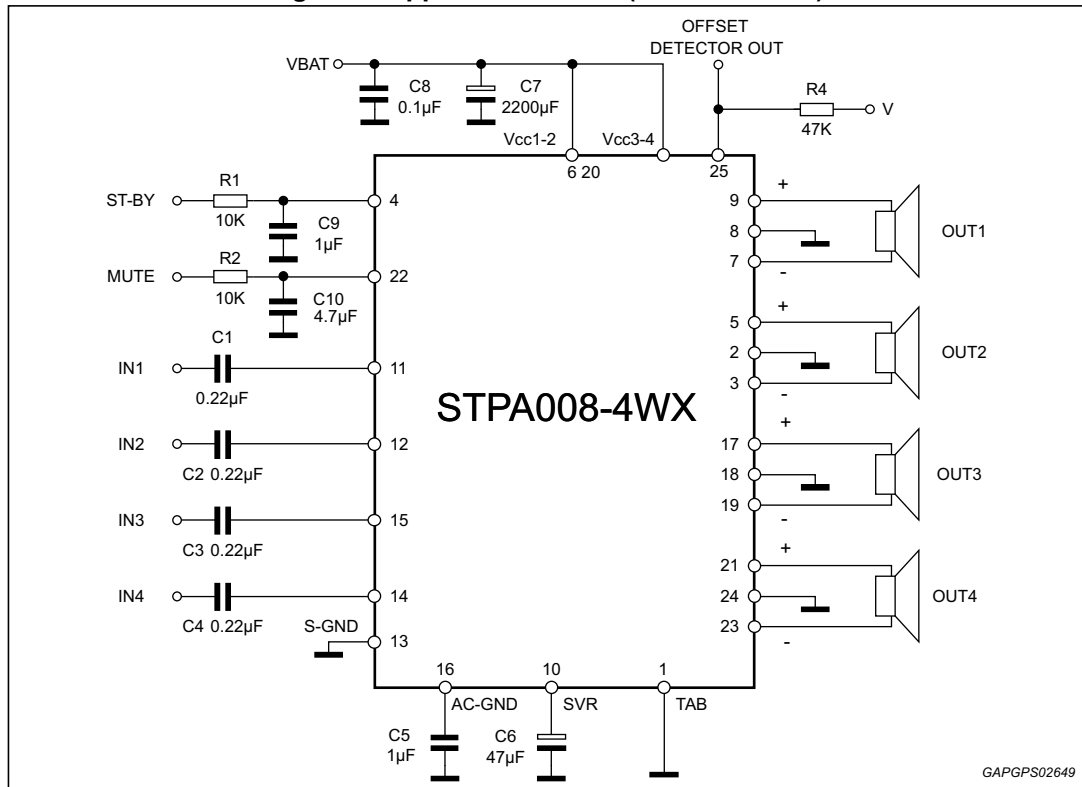 OFFSET
DETECTOR OUT
VBAT
C8
0.1µF
C7
2200µF
R4
47K
V
Vcc1-2
Vcc3-4
6 20
25
ST-BY
R1
10K
4
C9
1µF
MUTE
R2
10K
22
C10
4.7µF
IN1
C1
0.22µF
11
IN2
C2 0.22µF
12
IN3
C3 0.22µF
15
IN4
C4 0.22µF
14
S-GND
13
STPA008-4WX
9
+
8
7
-
OUT1
5
+
2
3
-
OUT2
17
+
18
19
-
OUT3
21
+
24
23
-
OUT4
16
AC-GND
10
SVR
1
TAB
C5
1µF
C6
47µF
GAPGPS02649